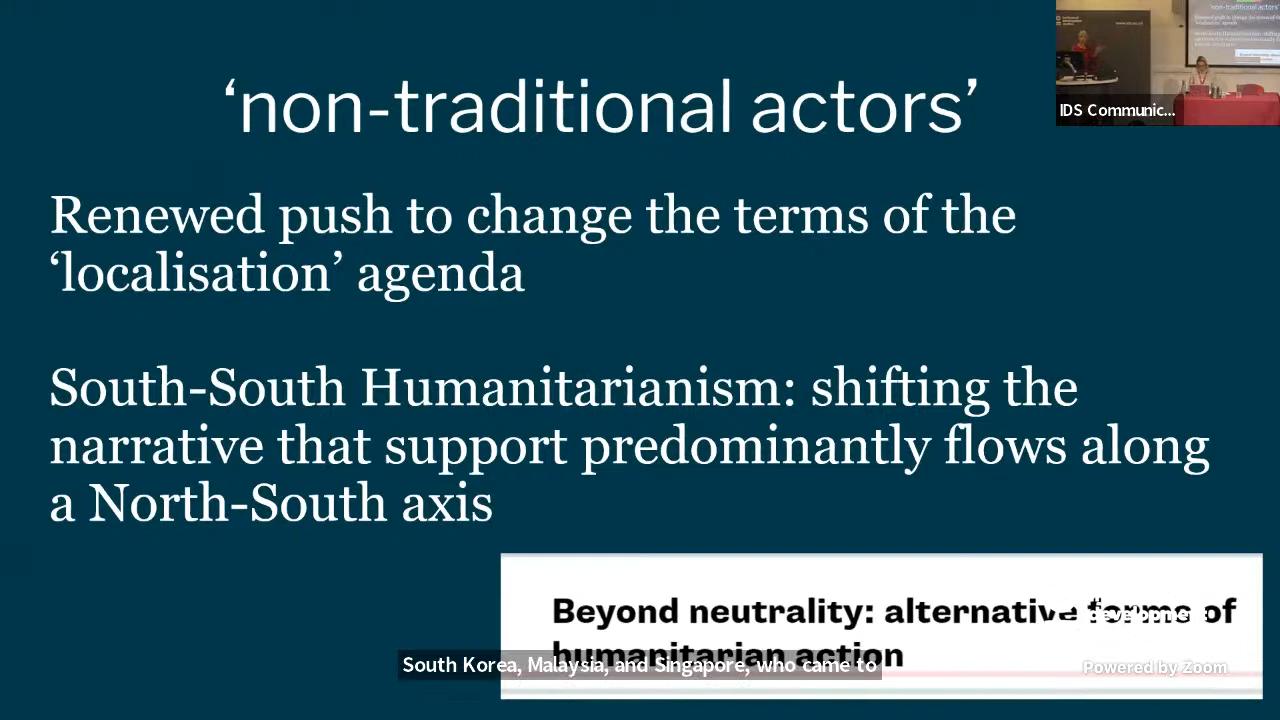 ‘non-traditional actors’
IDS Communic...
Renewed push to change the terms of the
‘localisation’ agenda
South-South Humanitarianism: shifting the
narrative that support predominantly flows along
a North-South axis
Beyond neutrality: alternative forms of
development
humanitarian action
South Korea, Malaysia, and Singapore, who came to
Powered by Zoom